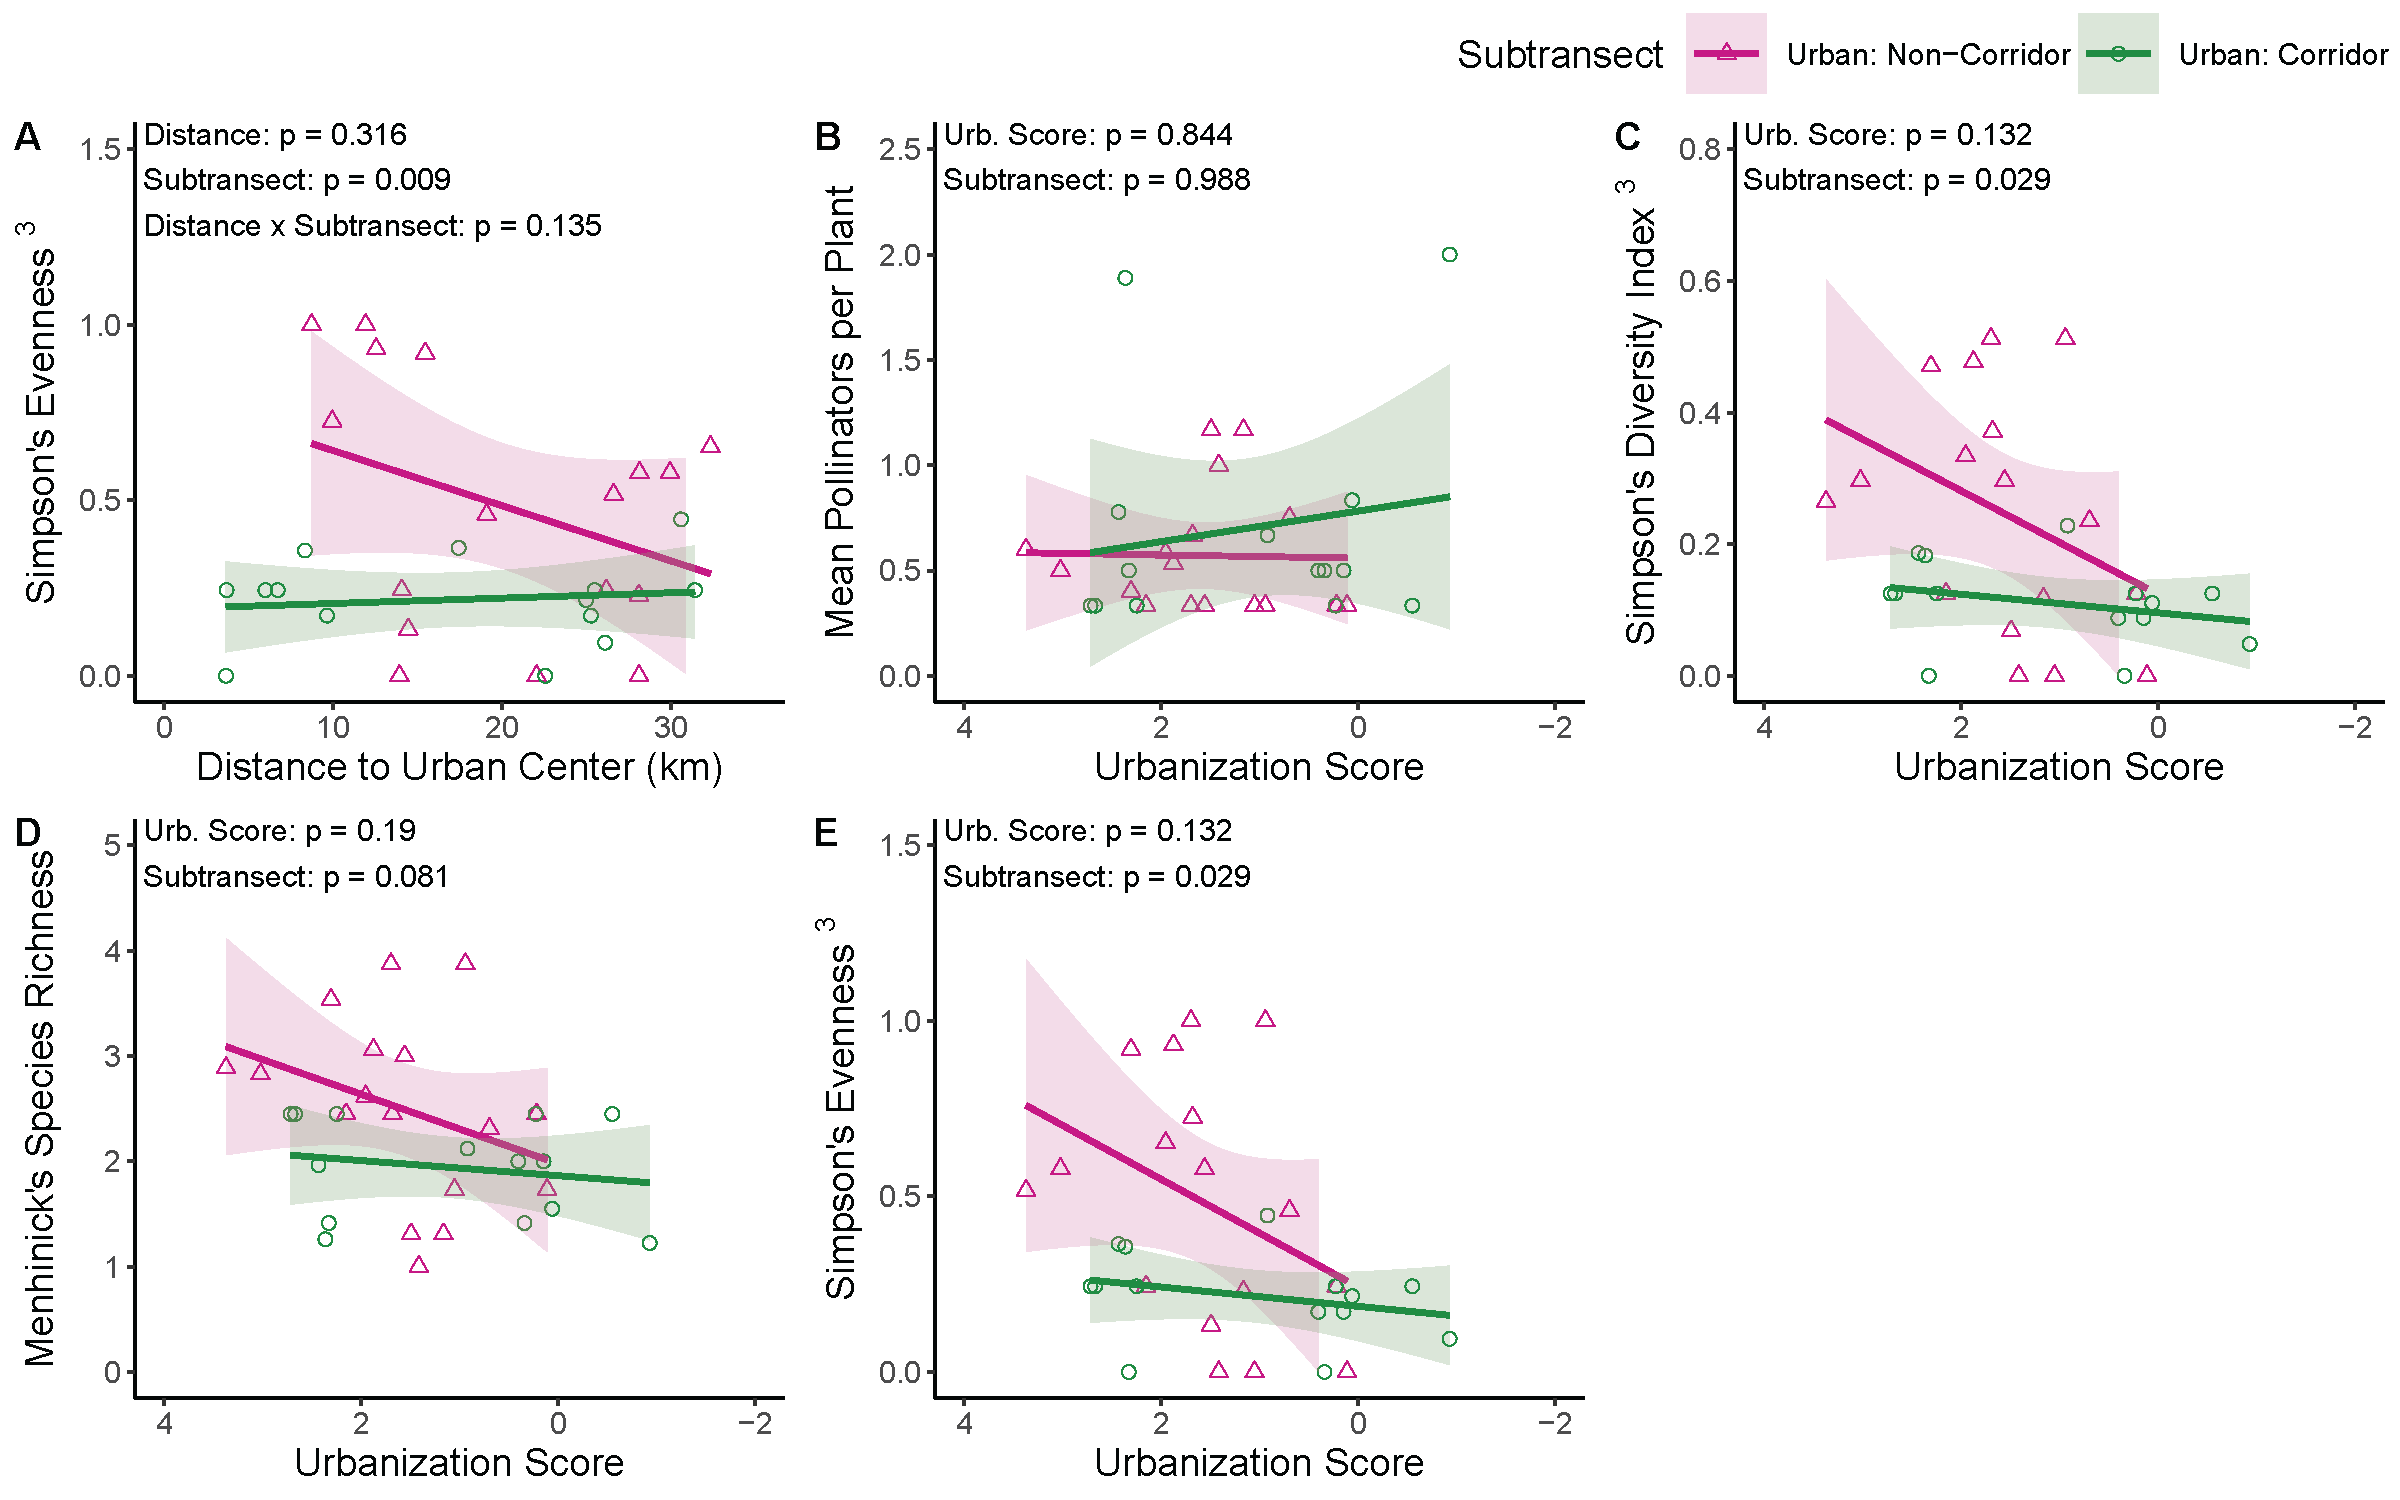 Subtransect Urban: Non−Corridor Urban: Corridor
A
Distance: p = 0.316
Subtransect: p = 0.009
Distance x Subtransect: p = 0.135
Simpson's Evenness 3
1.5
1.0
0.5
0.0
0 10 20 30
Distance to Urban Center (km)
B
Urb. Score: p = 0.844
Subtransect: p = 0.988
Mean Pollinators per Plant
2.5
2.0
1.5
1.0
0.5
0.0
4 2 0 −2
Urbanization Score
C
Urb. Score: p = 0.132
Subtransect: p = 0.029
Simpson's Diversity Index 3
0.8
0.6
0.4
0.2
0.0
4 2 0 −2
Urbanization Score
D
Urb. Score: p = 0.19
Subtransect: p = 0.081
Menhinick's Species Richness
5
4
3
2
1
0
4 2 0 −2
Urbanization Score
E
Urb. Score: p = 0.132
Subtransect: p = 0.029
Simpson's Evenness 3
1.5
1.0
0.5
0.0
4 2 0 −2
Urbanization Score